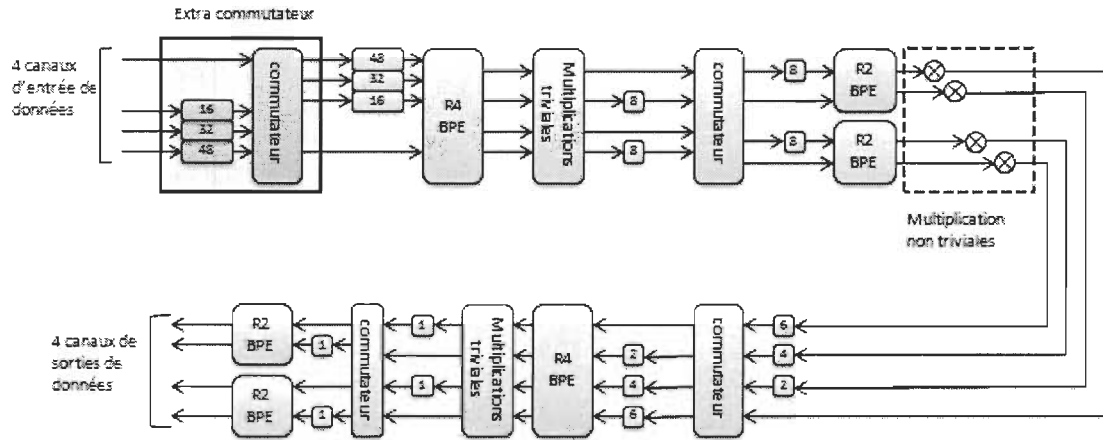 Extra commutateur
4 canaux
d'entrée de
données
16
32
48
commutateur
48
32
16
R4
BPE
Multiplications
triviales
8
8
commutateur
8
8
R2
BPE
R2
BPE
Multiplication
non triviales
4 canaux de
sorties de
données
R2
BPE
R2
BPE
1
1
commutateur
1
1
Multiplications
triviales
R4
BPE
2
4
6
commutateur
6
4
2